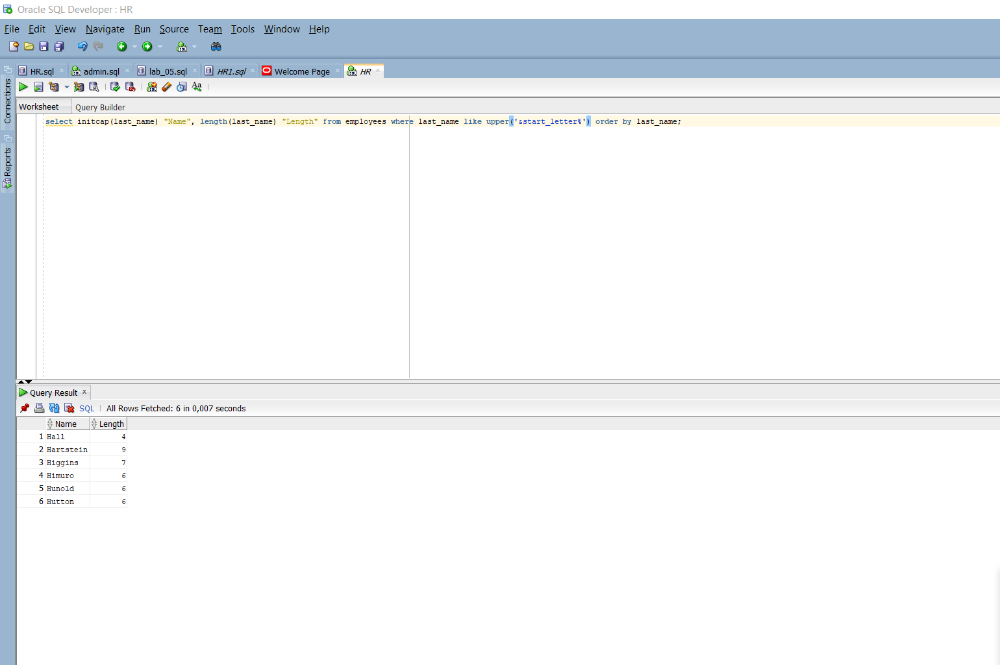 Oracle SQL Developer : HR
File Edit View Navigate Run Source Team Tools Window Help
HR.sql admin.sql lab_05.sql HR1.sql Welcome Page HR
Connections
Reports
Worksheet Query Builder
select initcap(last_name) "Name", length(last_name) "Length" from employees where last_name like upper('&start_letter%') order by last_name;
Query Result
SQL All Rows Fetched: 6 in 0,007 seconds
Name Length
1 Hall 4
2 Hartstein 9
3 Higgins 7
4 Himuro 6
5 Hunold 6
6 Hutton 6